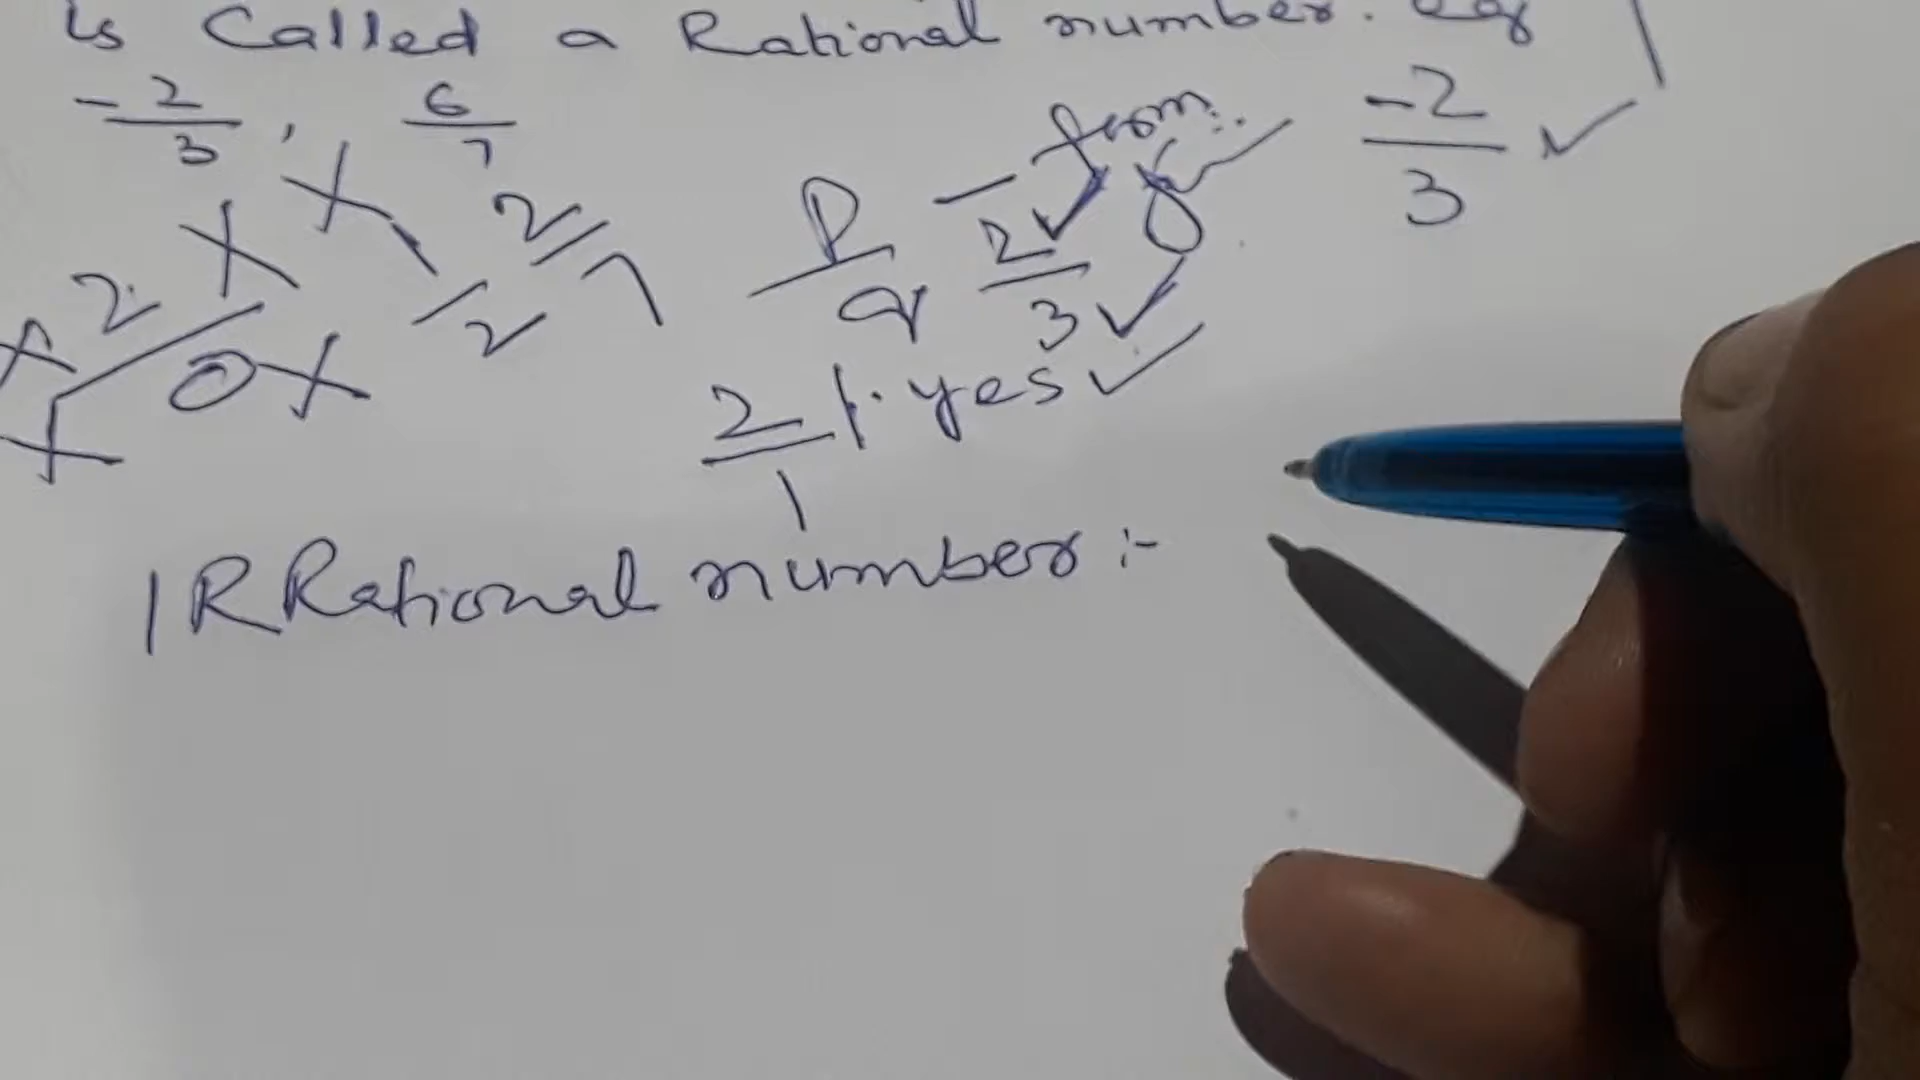 is Called a Rational number. eg
-2/3 , 6/7
from
-2/3
P/q 2/3
2/7
2/0
2/1 yes
IRRational number :-